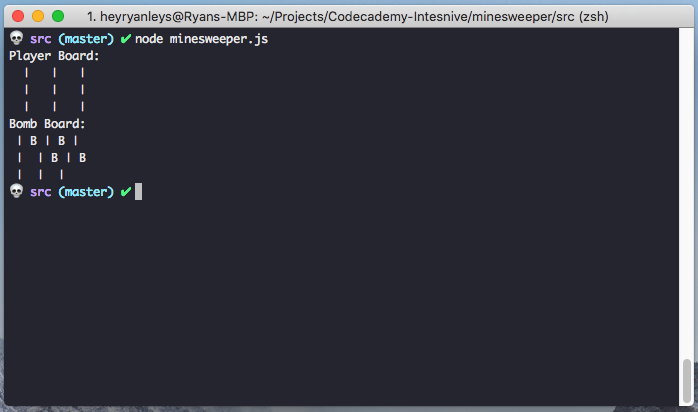 1. heyryanleys@Ryans-MBP: ~/Projects/Codecademy-Intesnive/minesweeper/src (zsh)
💀 src (master) ✔ node minesweeper.js
Player Board:
  |   |   |
  |   |   |
  |   |   |
Bomb Board:
 | B | B |
 |  | B | B
 |  |  |
💀 src (master) ✔